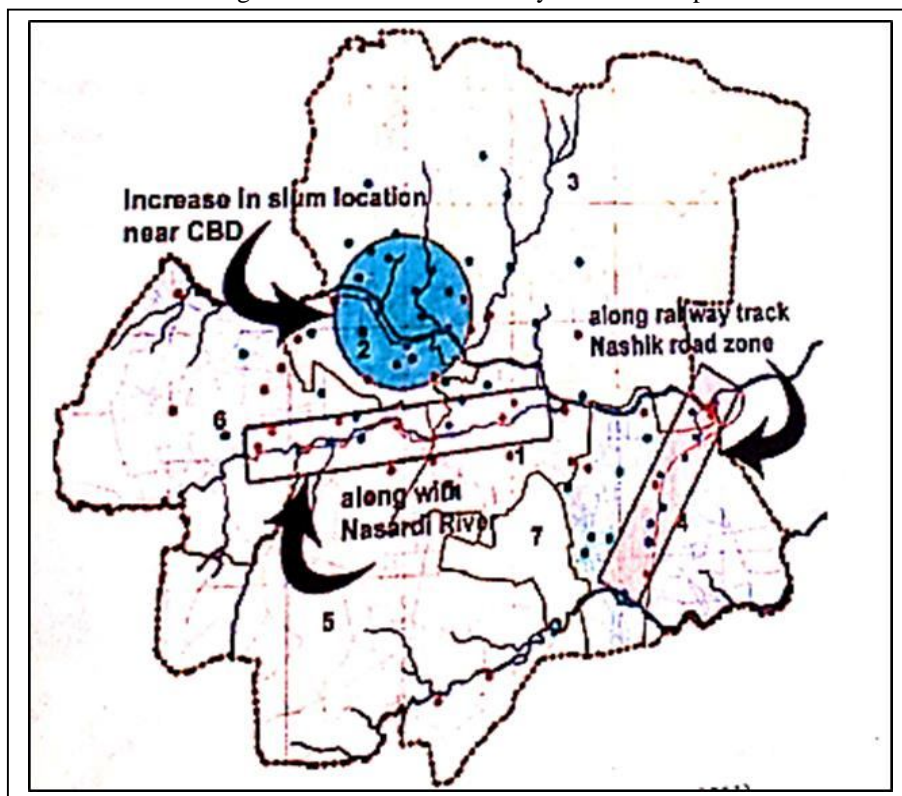 Increase in slum location
near CBD
3
along railway track
Nashik road zone
2
6
1
along with
Nasardi River
7
4
5